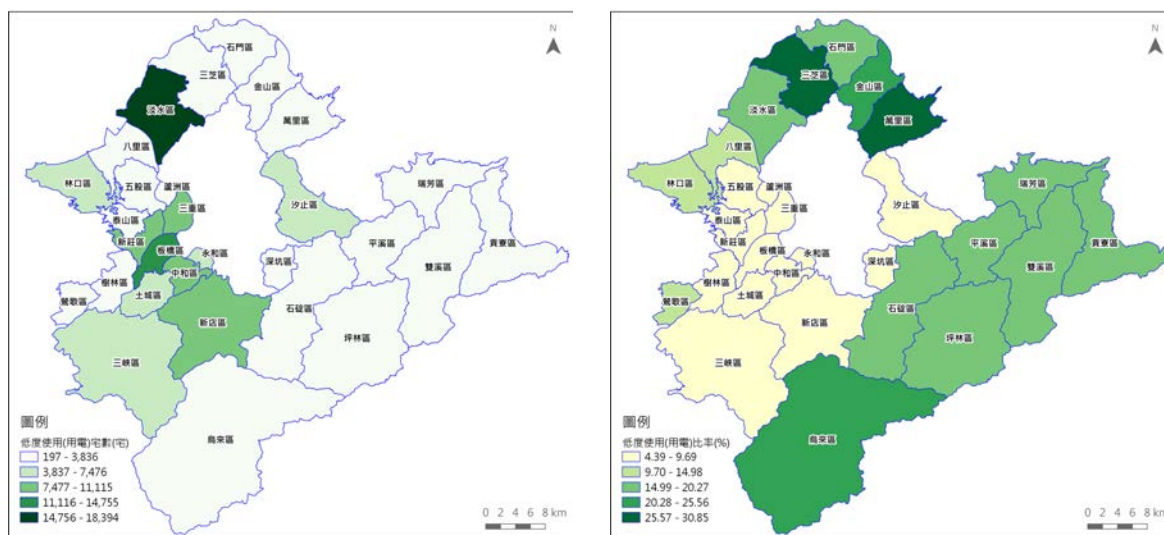 N
石門區
三芝區
金山區
淡水區
萬里區
八里區
林口區
五股區
蘆洲區
瑞芳區
三重區
汐止區
泰山區
貢寮區
新莊區
板橋區
永和區
平溪區
雙溪區
深坑區
中和區
樹林區
土城區
鶯歌區
石碇區
新店區
坪林區
三峽區
烏來區
圖例
低度使用(用電)宅數(宅)
197 - 3,836
3,837 - 7,476
7,477 - 11,115
11,116 - 14,755
14,756 - 18,394
0 2 4 6 8 km
N
石門區
三芝區
金山區
淡水區
萬里區
八里區
林口區
五股區
蘆洲區
瑞芳區
三重區
汐止區
泰山區
貢寮區
新莊區
板橋區
永和區
平溪區
雙溪區
深坑區
中和區
樹林區
土城區
鶯歌區
石碇區
新店區
坪林區
三峽區
烏來區
圖例
低度使用(用電)比率(%)
4.39 - 9.69
9.70 - 14.98
14.99 - 20.27
20.28 - 25.56
25.57 - 30.85
0 2 4 6 8 km